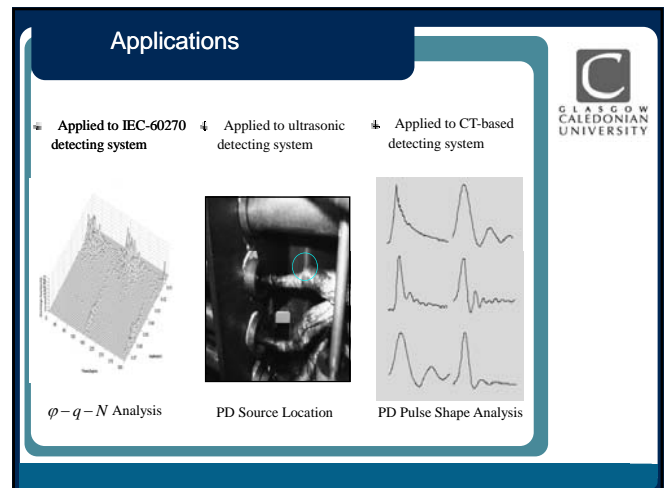 Applications
GLASGOW
CALEDONIAN
UNIVERSITY
Applied to IEC-60270
detecting system
Applied to ultrasonic
detecting system
Applied to CT-based
detecting system
φ – q – N Analysis
PD Source Location
PD Pulse Shape Analysis